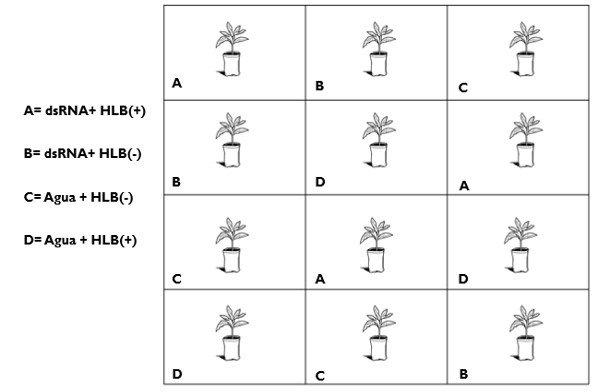 A= dsRNA+ HLB(+)
B= dsRNA+ HLB(-)
C= Agua + HLB(-)
D= Agua + HLB(+)
A B C
B D A
C A D
D C B